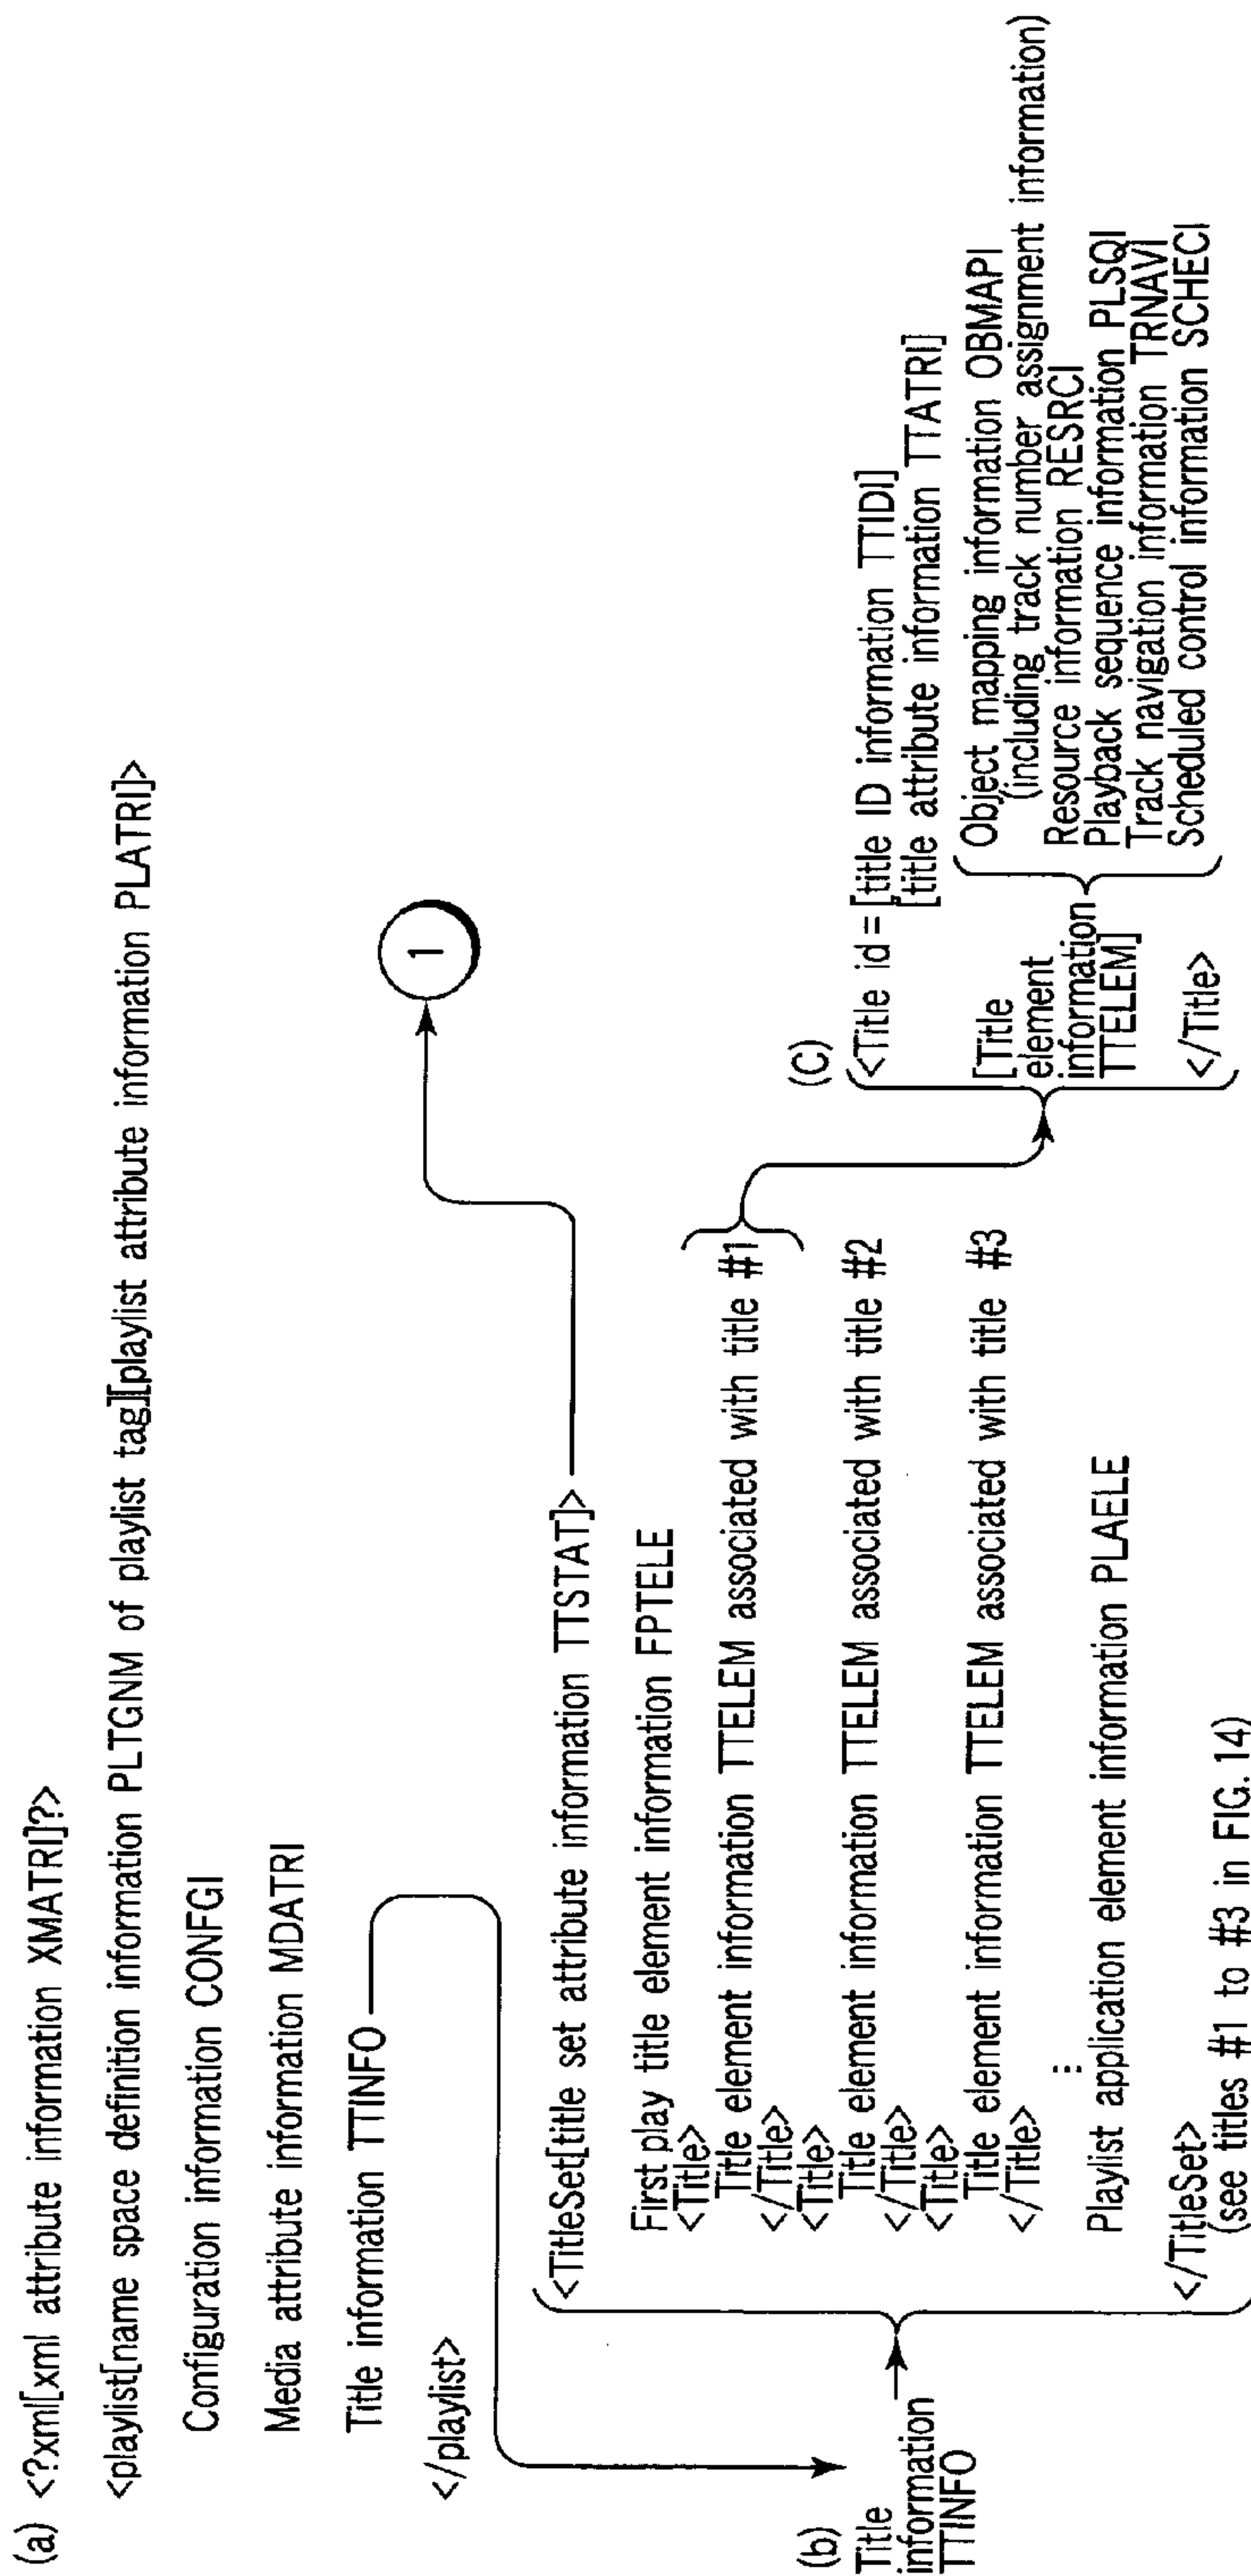 (a) <?xml[xml attribute information XMATRI]?>
<playlist[name space definition information PLTGNM of playlist tag][playlist attribute information PLATRI]>
Configuration information CONFGI
Media attribute information MDATRI
Title information TTINFO
</playlist>
1
(b)
Title
information
TTINFO
<TitleSet[title set attribute information TTSTAT]>
First play title element information FPTELE
<Title>
Title element information TTELEM associated with title #1
</Title>
<Title>
Title element information TTELEM associated with title #2
</Title>
<Title>
Title element information TTELEM associated with title #3
</Title>
⋮
Playlist application element information PLAELE
</TitleSet>
(see titles #1 to #3 in FIG. 14)
(C)
<Title id=[title ID information TTIDI]
[title attribute information TTATRI]
[Title
element
information
TTELEM]
Object mapping information OBMAPI
(including track number assignment information)
Resource information RESRCI
Playback sequence information PLSQI
Track navigation information TRNAVI
Scheduled control information SCHECI
</Title>